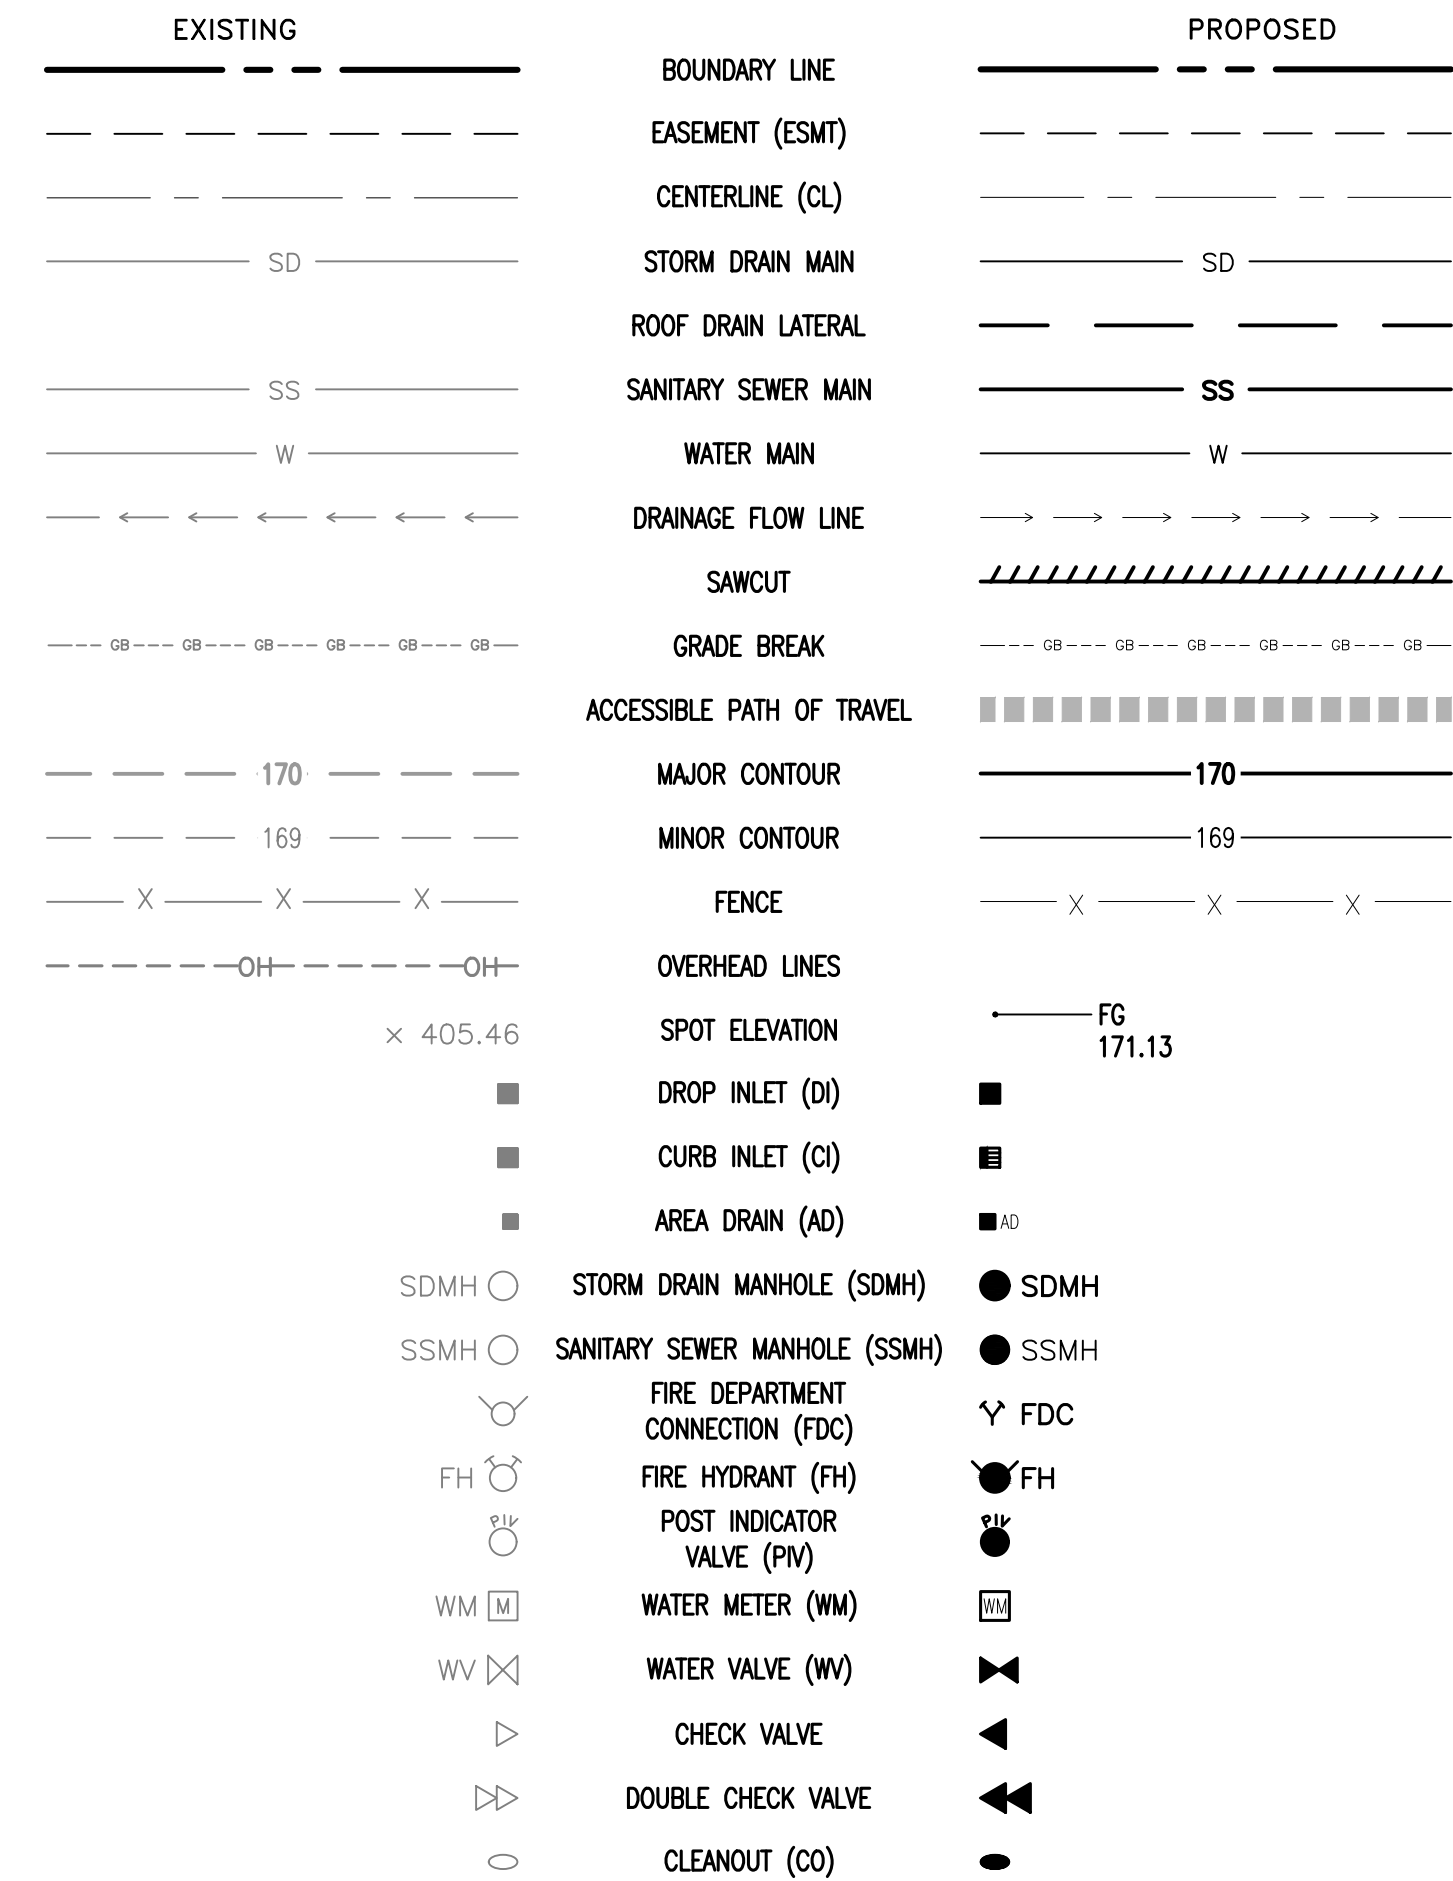 EXISTING PROPOSED
BOUNDARY LINE
EASEMENT (ESMT)
CENTERLINE (CL)
SD STORM DRAIN MAIN SD
ROOF DRAIN LATERAL
SS SANITARY SEWER MAIN SS
W WATER MAIN W
DRAINAGE FLOW LINE
SAWCUT
GB GB GB GB GB GB GRADE BREAK GB GB GB GB GB GB
ACCESSIBLE PATH OF TRAVEL
170 MAJOR CONTOUR 170
169 MINOR CONTOUR 169
X X X FENCE X X X
OH OH OVERHEAD LINES
× 405.46 SPOT ELEVATION FG
171.13
DROP INLET (DI)
CURB INLET (CI)
AREA DRAIN (AD) AD
SDMH STORM DRAIN MANHOLE (SDMH) SDMH
SSMH SANITARY SEWER MANHOLE (SSMH) SSMH
FIRE DEPARTMENT
CONNECTION (FDC) FDC
FH FIRE HYDRANT (FH) FH
PIV POST INDICATOR PIV
VALVE (PIV)
WM M WATER METER (WM) WM
WV WATER VALVE (WV)
CHECK VALVE
DOUBLE CHECK VALVE
CLEANOUT (CO)